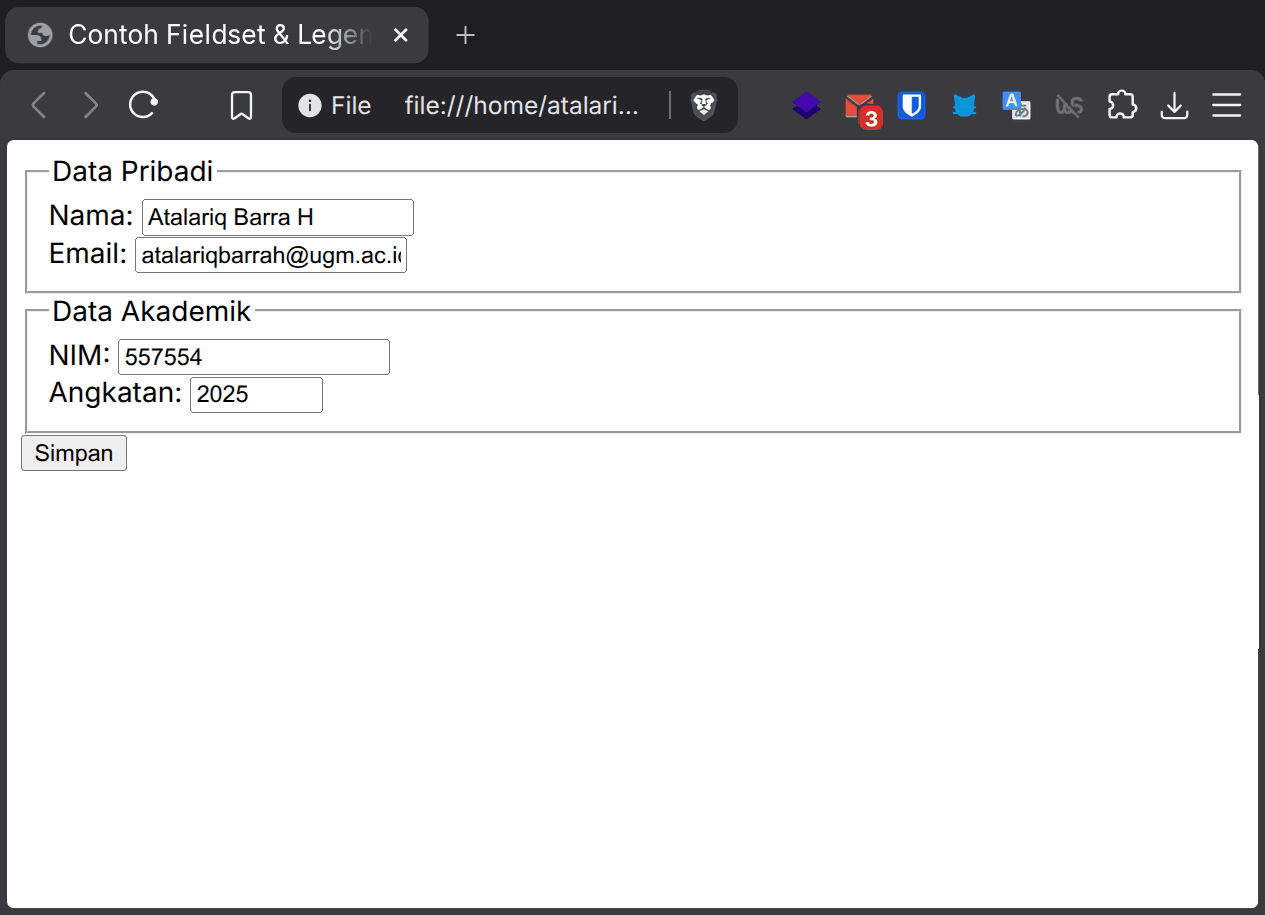 Contoh Fieldset & Legen
File file:///home/atalari...
3
Data Pribadi
Nama: Atalariq Barra H
Email: atalariqbarrah@ugm.ac.i
Data Akademik
NIM: 557554
Angkatan: 2025
Simpan